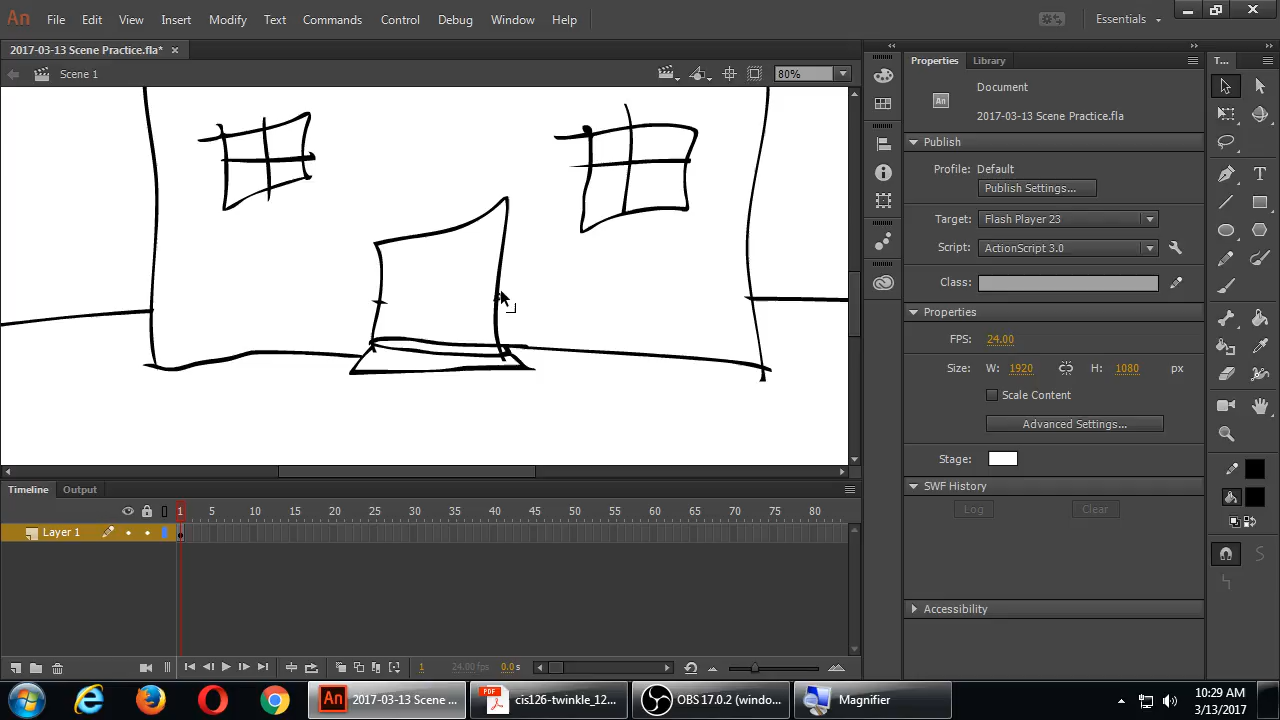 An File Edit View Insert Modify Text Commands Control Debug Window Help Essentials
2017-03-13 Scene Practice.fla* ×
Scene 1 80%
Properties Library T...
Document
An 2017-03-13 Scene Practice.fla
Publish
Profile: Default
Publish Settings...
Target: Flash Player 23
Script: ActionScript 3.0
Class:
Properties
FPS: 24.00
Size: W: 1920 H: 1080 px
Scale Content
Advanced Settings...
Stage:
SWF History
Log Clear
Accessibility
Timeline Output
1 5 10 15 20 25 30 35 40 45 50 55 60 65 70 75 80
Layer 1
1 24.00 fps 0.0 s
An 2017-03-13 Scene ... PDF cis126-twinkle_12... OBS 17.0.2 (windo... Magnifier
10:29 AM
3/13/2017